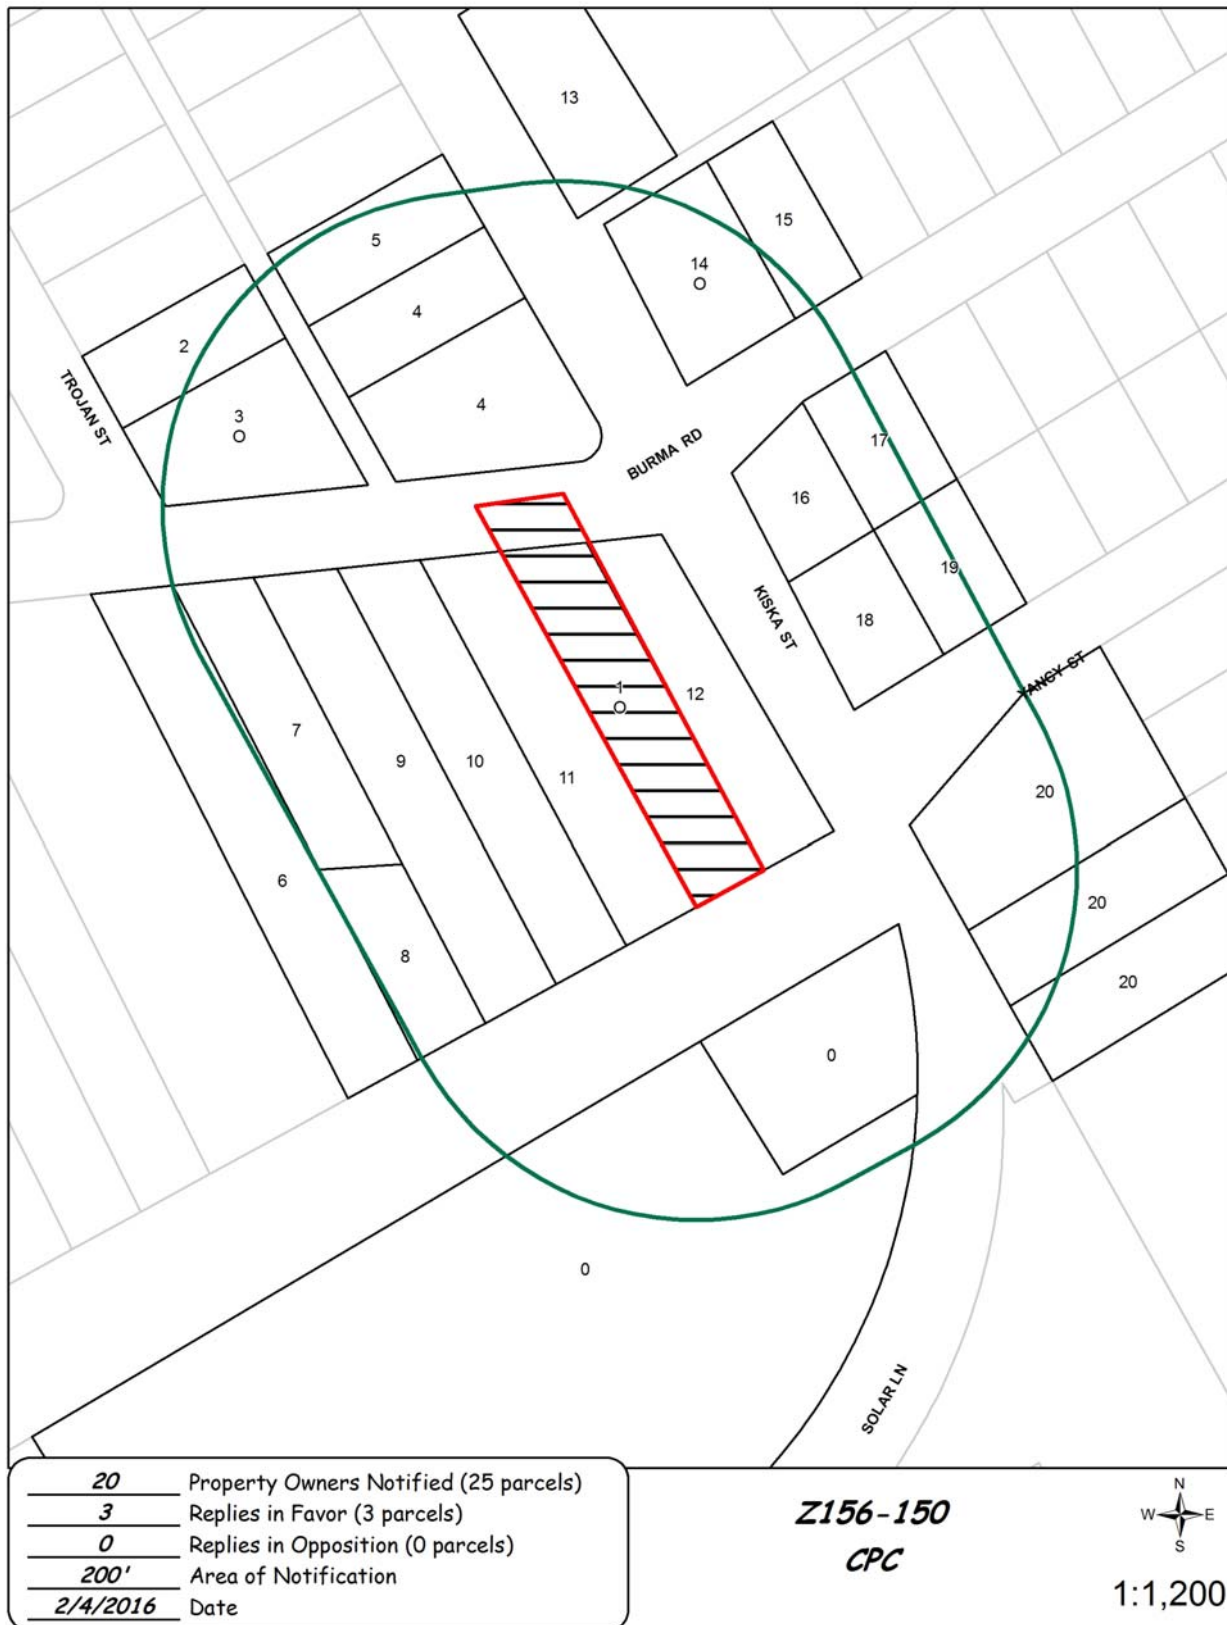 13
15
5
14
4
2
TROJAN ST
3
4
17
BURMA RD
16
19
KISKA ST
18
YANCY ST
1
12
7
9
10
11
20
6
20
8
20
0
0
SOLAR LN
20 Property Owners Notified (25 parcels)
3 Replies in Favor (3 parcels)
0 Replies in Opposition (0 parcels)
200' Area of Notification
2/4/2016 Date
Z156-150
CPC
N
W E
S
1:1,200